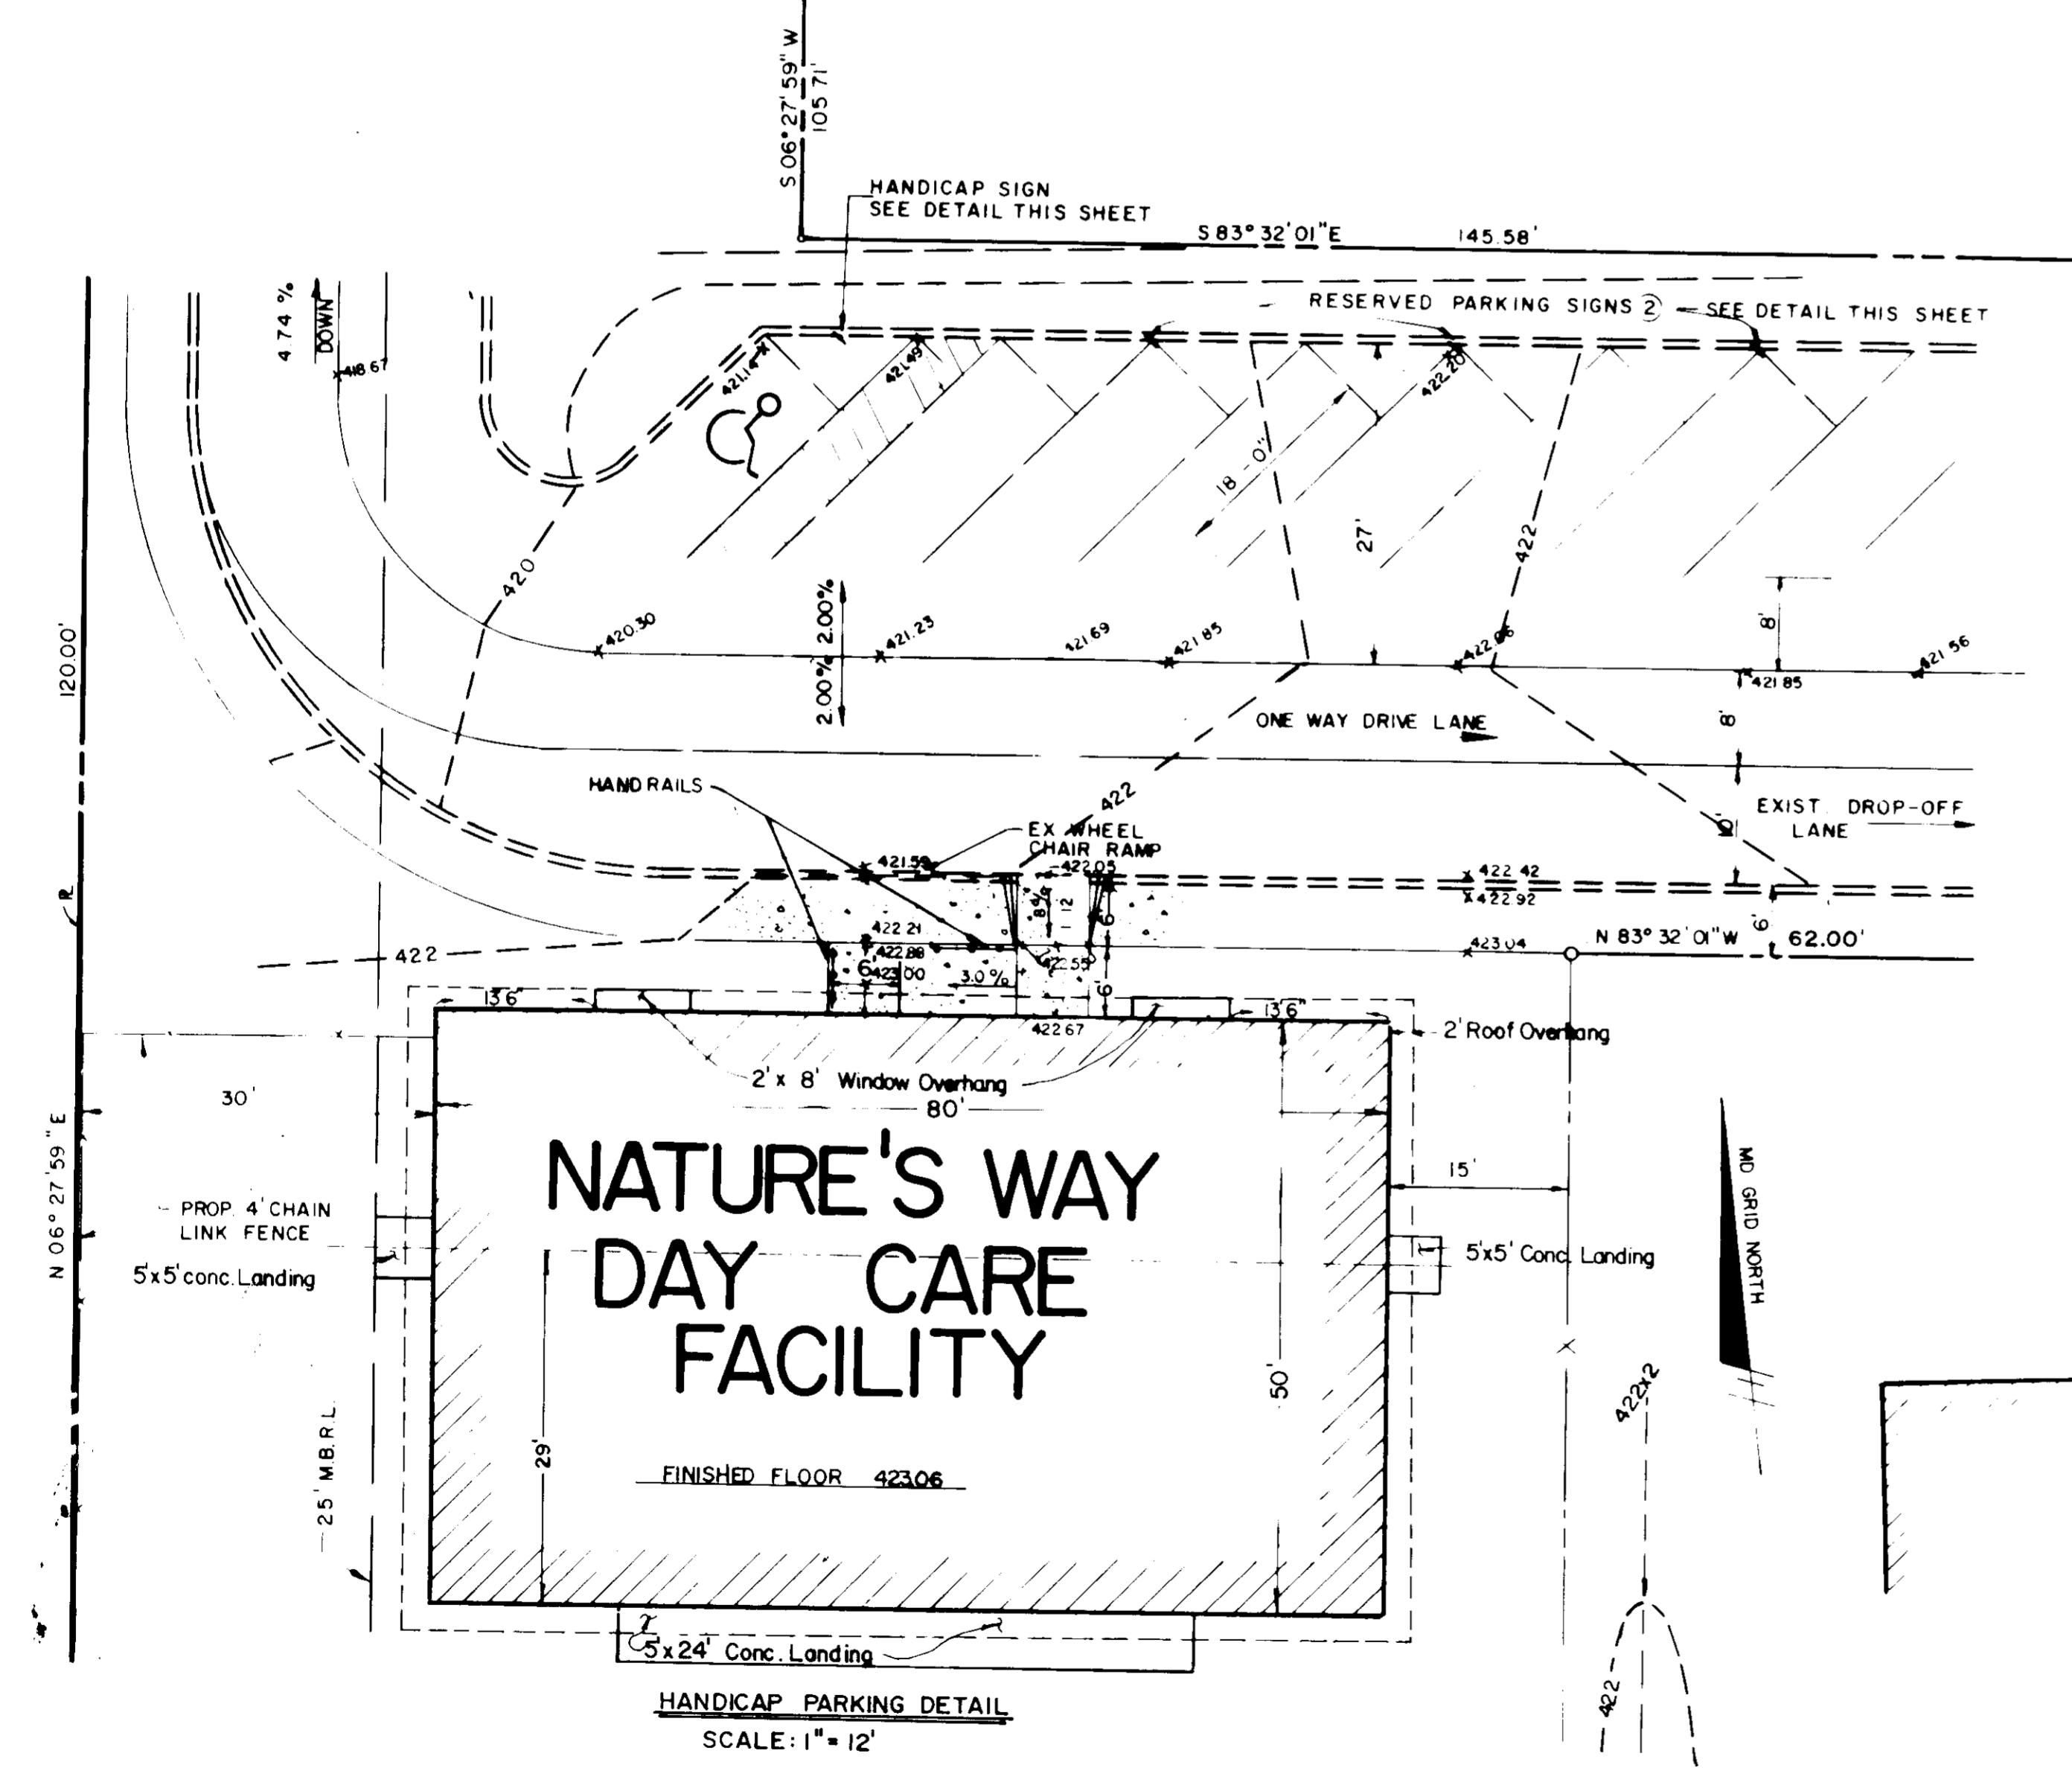 S 06° 27' 59" W
105 71'
HANDICAP SIGN
SEE DETAIL THIS SHEET
S 83° 32' 01" E 145.58'
RESERVED PARKING SIGNS 2 SEE DETAIL THIS SHEET
4.74 %
DOWN
418.67
421.14
421.49
422.20
18'-0"
27'
420
422
120.00'
420.30
2.00% 2.00%
421.23
421.69
421.85
421.85
421.56
8'
ONE WAY DRIVE LANE
8'
HANDRAILS
422
EX WHEEL
CHAIR RAMP
EXIST. DROP-OFF
LANE
421.59
422.05
422 42
422.92
12
6'
R
422
422 21
422.88
6'
423.00
3.0%
422.55
6'
423.04
N 83° 32' 01" W 62.00'
6'
13'6"
13'6"
422 67
2' Roof Overhang
2' x 8' Window Overhang
30'
80'
NATURE'S WAY
DAY CARE
FACILITY
15'
MD GRID NORTH
N 06° 27' 59" E
PROP. 4' CHAIN
LINK FENCE
5'x5' conc. Landing
5'x5' Conc. Landing
50'
29'
25' M.B.R.L.
422x2
FINISHED FLOOR 423.06
5'x24' Conc. Landing
422
HANDICAP PARKING DETAIL
SCALE: 1" = 12'